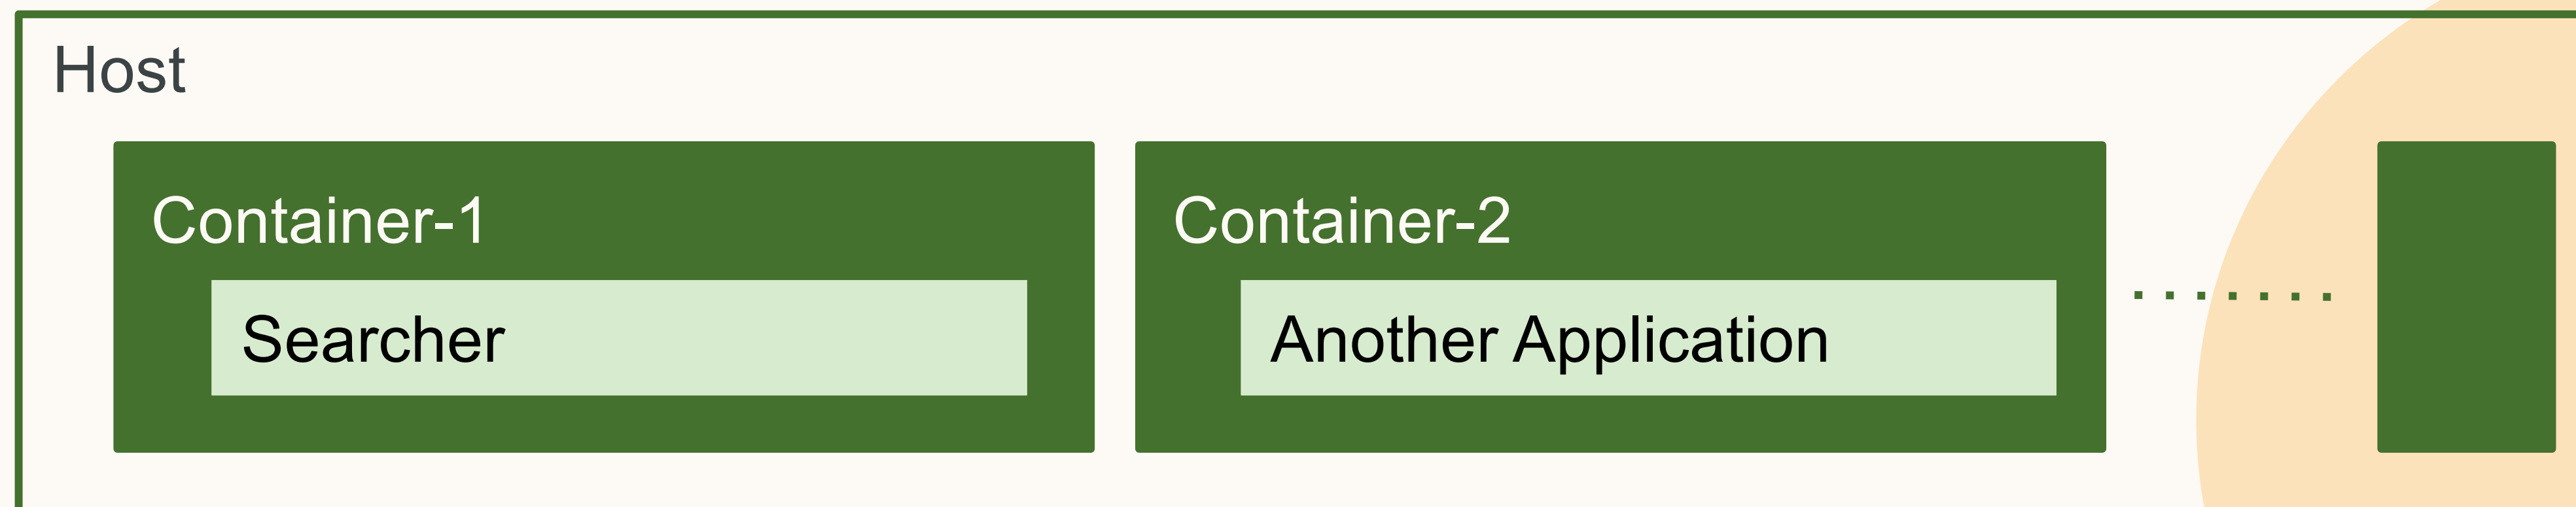 Host
Container-1
Container-2
Searcher
Another Application